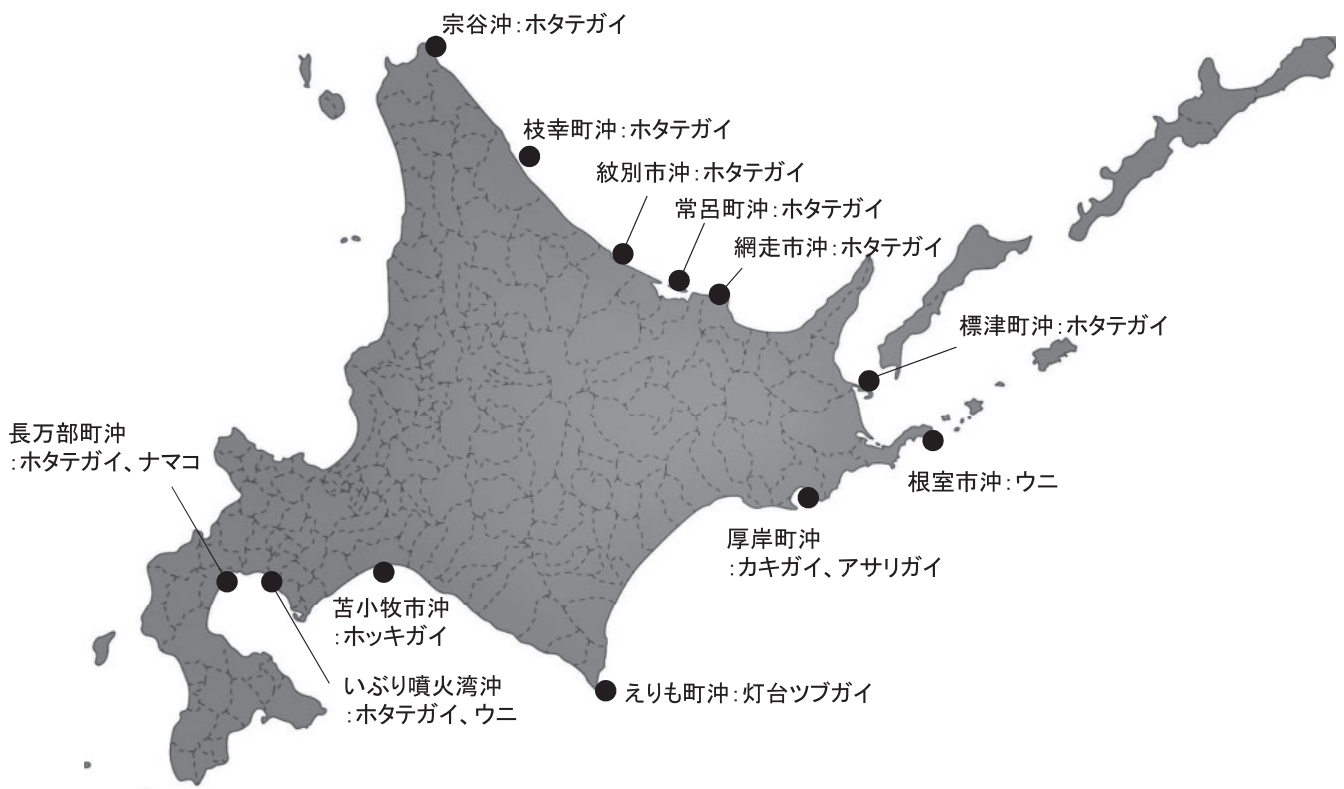 宗谷沖：ホタテガイ
枝幸町沖：ホタテガイ
紋別市沖：ホタテガイ
常呂町沖：ホタテガイ
網走市沖：ホタテガイ
標津町沖：ホタテガイ
長万部町沖
：ホタテガイ、ナマコ
根室市沖：ウニ
厚岸町沖
：カキガイ、アサリガイ
苫小牧市沖
：ホッキガイ
いぶり噴火湾沖
：ホタテガイ、ウニ
えりも町沖：灯台ツブガイ